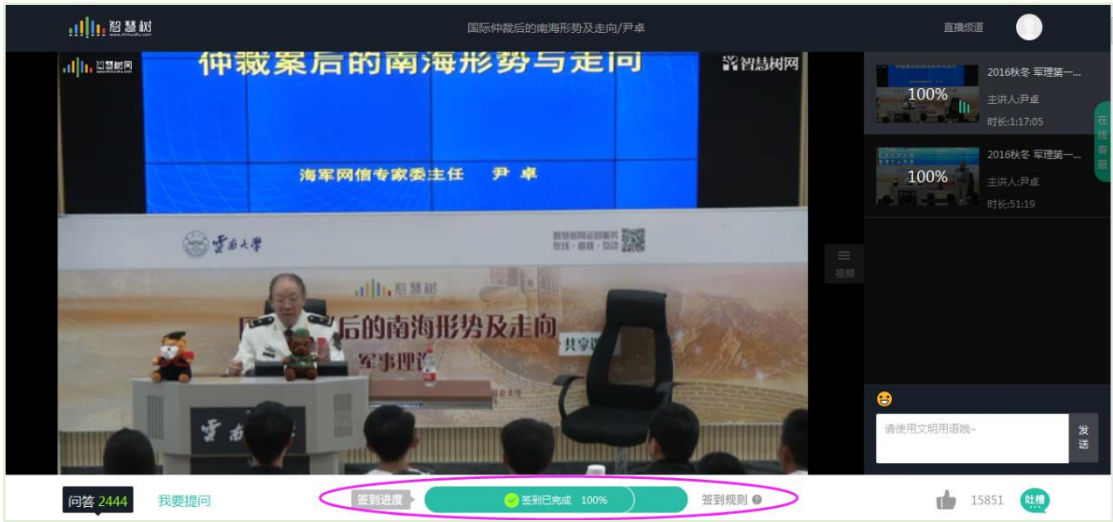 智慧树
www.zhihuishu.com
国际仲裁后的南海形势及走向/尹卓
直播频道
智慧树网
仲裁案后的南海形势与走向
智慧树网
海军网信专家委主任 尹 卓
云南大学
智慧树
后的南海形势及走向
共享课
军事理论
云南
视频
100%
2016秋冬 军理第一...
主讲人:尹卓
时长:1:17:05
100%
2016秋冬 军理第一...
主讲人:尹卓
时长:51:19
在线客服
请使用文明用语哦~
发送
问答 2444
我要提问
签到进度
签到已完成 100%
签到规则
15851
吐槽